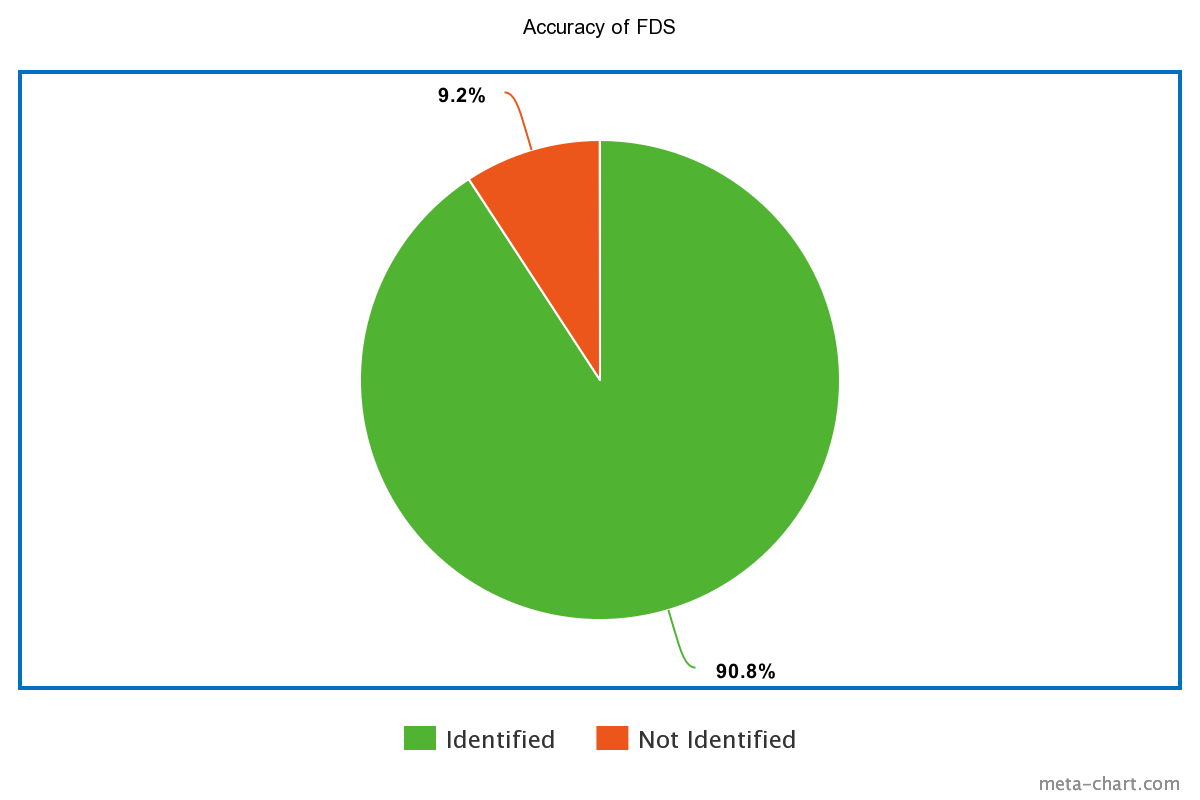 Accuracy of FDS
9.2%
90.8%
Identified
Not Identified
meta-chart.com